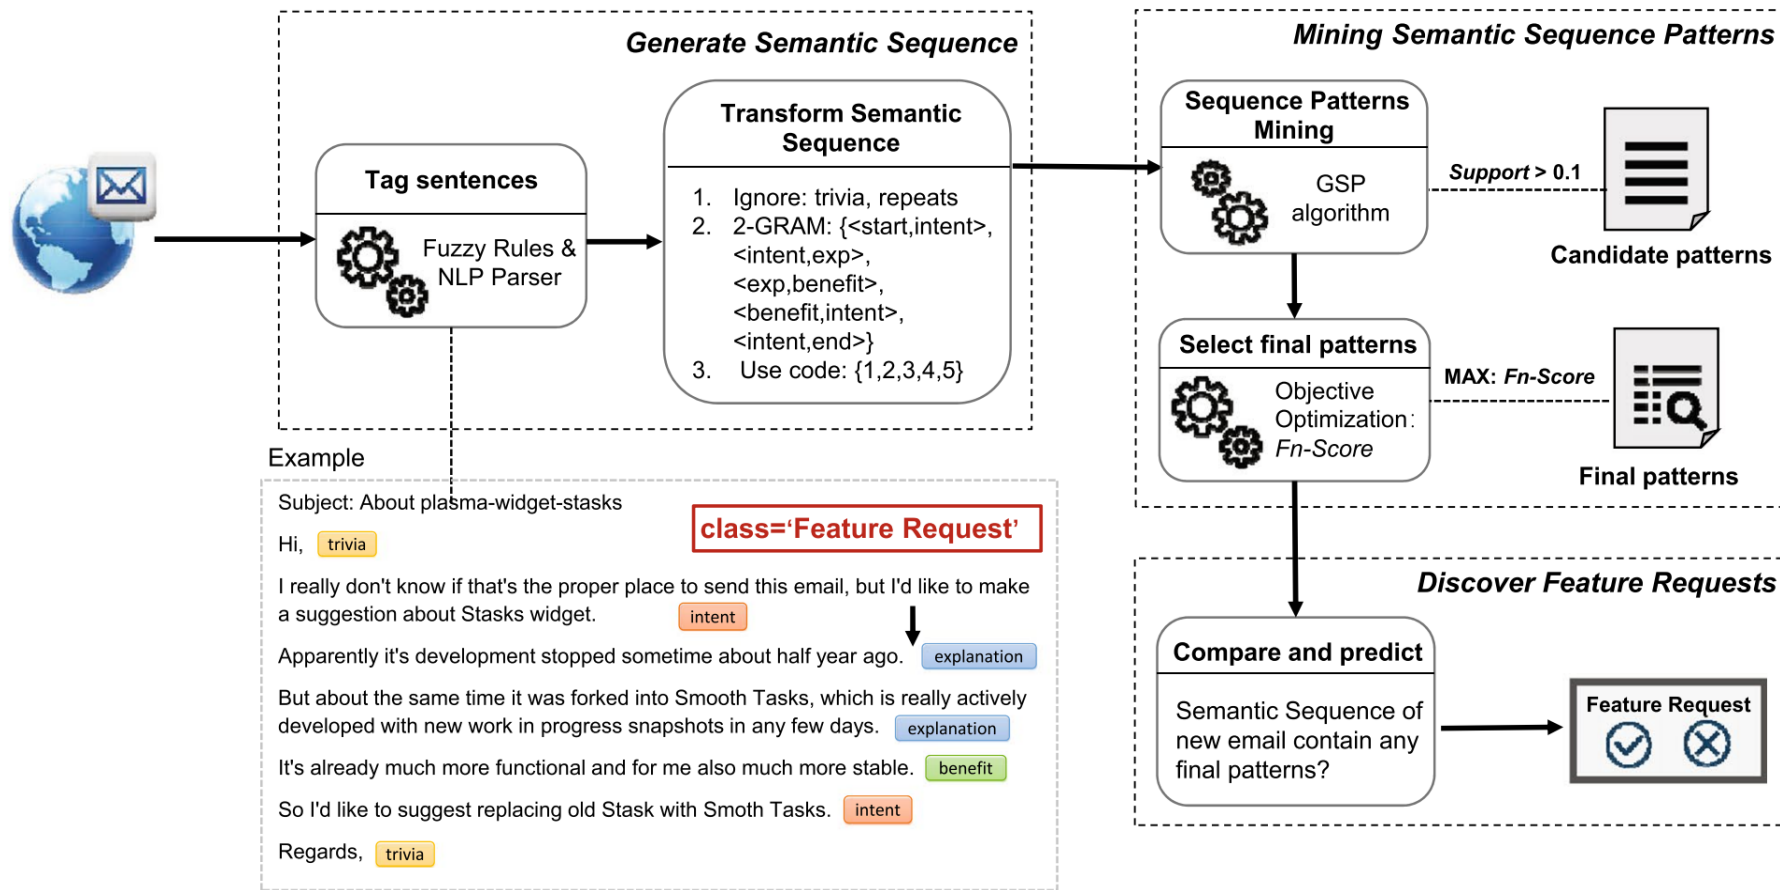 Generate Semantic Sequence
Tag sentences
Fuzzy Rules &
NLP Parser
Transform Semantic
Sequence
1. Ignore: trivia, repeats
2. 2-GRAM: {<start,intent>,
<intent,exp>,
<exp,benefit>,
<benefit,intent>,
<intent,end>}
3. Use code: {1,2,3,4,5}
Mining Semantic Sequence Patterns
Sequence Patterns
Mining
GSP
algorithm
Support > 0.1
Candidate patterns
Select final patterns
Objective
Optimization:
Fn-Score
MAX: Fn-Score
Final patterns
Discover Feature Requests
Compare and predict
Semantic Sequence of
new email contain any
final patterns?
Feature Request
Example
Subject: About plasma-widget-stasks
class=‘Feature Request’
Hi, trivia
I really don't know if that's the proper place to send this email, but I'd like to make
a suggestion about Stasks widget. intent
Apparently it's development stopped sometime about half year ago. explanation
But about the same time it was forked into Smooth Tasks, which is really actively
developed with new work in progress snapshots in any few days. explanation
It's already much more functional and for me also much more stable. benefit
So I'd like to suggest replacing old Stask with Smoth Tasks. intent
Regards, trivia